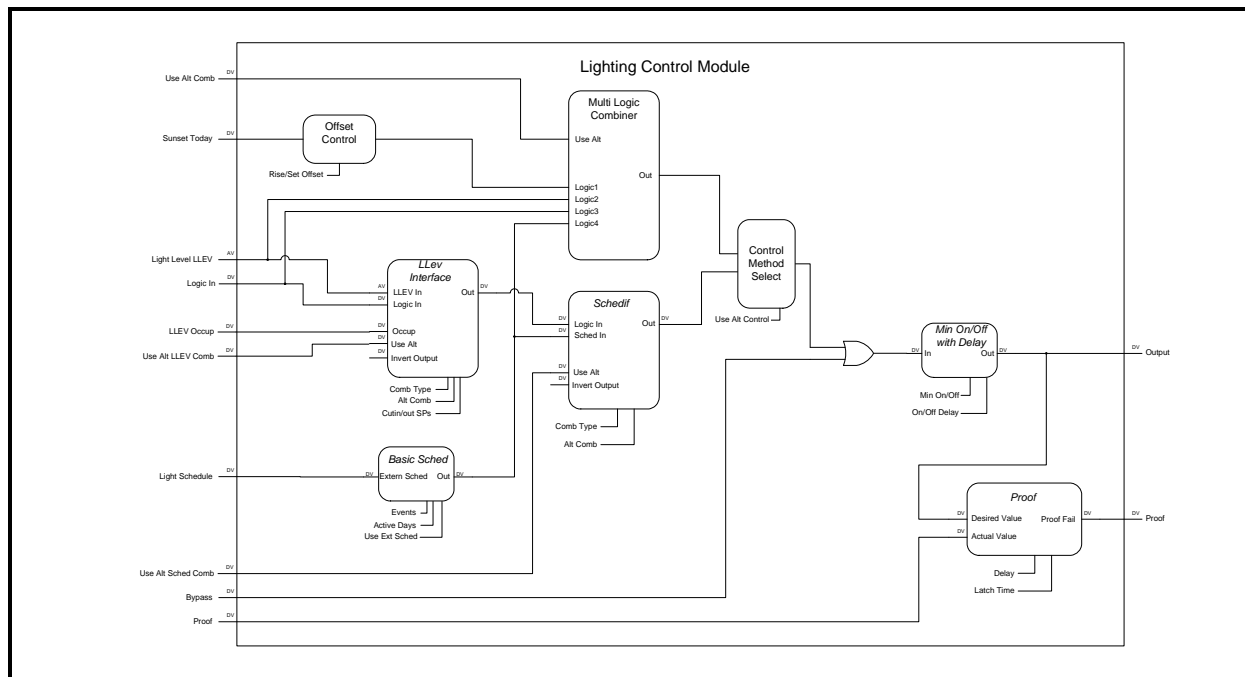 Lighting Control Module
DV
Use Alt Comb
Multi Logic
Combiner
Use Alt
Out
Logic1
Logic2
Logic3
Logic4
DV
Sunset Today
Offset
Control
Rise/Set Offset
AV
Light Level LLEV
DV
Logic In
DV
LLEV Occup
DV
Use Alt LLEV Comb
LLev
Interface
AV
LLEV In
Out
DV
DV
Logic In
DV
Occup
DV
Use Alt
DV
Invert Output
Comb Type
Alt Comb
Cutin/out SPs
Schedif
DV
Logic In
Out
DV
DV
Sched In
DV
Use Alt
DV
Invert Output
Comb Type
Alt Comb
Control
Method
Select
Use Alt Control
Min On/Off
with Delay
DV
In
Out
DV
Min On/Off
On/Off Delay
DV
Output
DV
Light Schedule
Basic Sched
DV
Extern Sched
Out
DV
Events
Active Days
Use Ext Sched
Proof
DV
Desired Value
Proof Fail
DV
DV
Actual Value
Delay
Latch Time
DV
Proof
DV
Use Alt Sched Comb
DV
Bypass
DV
Proof